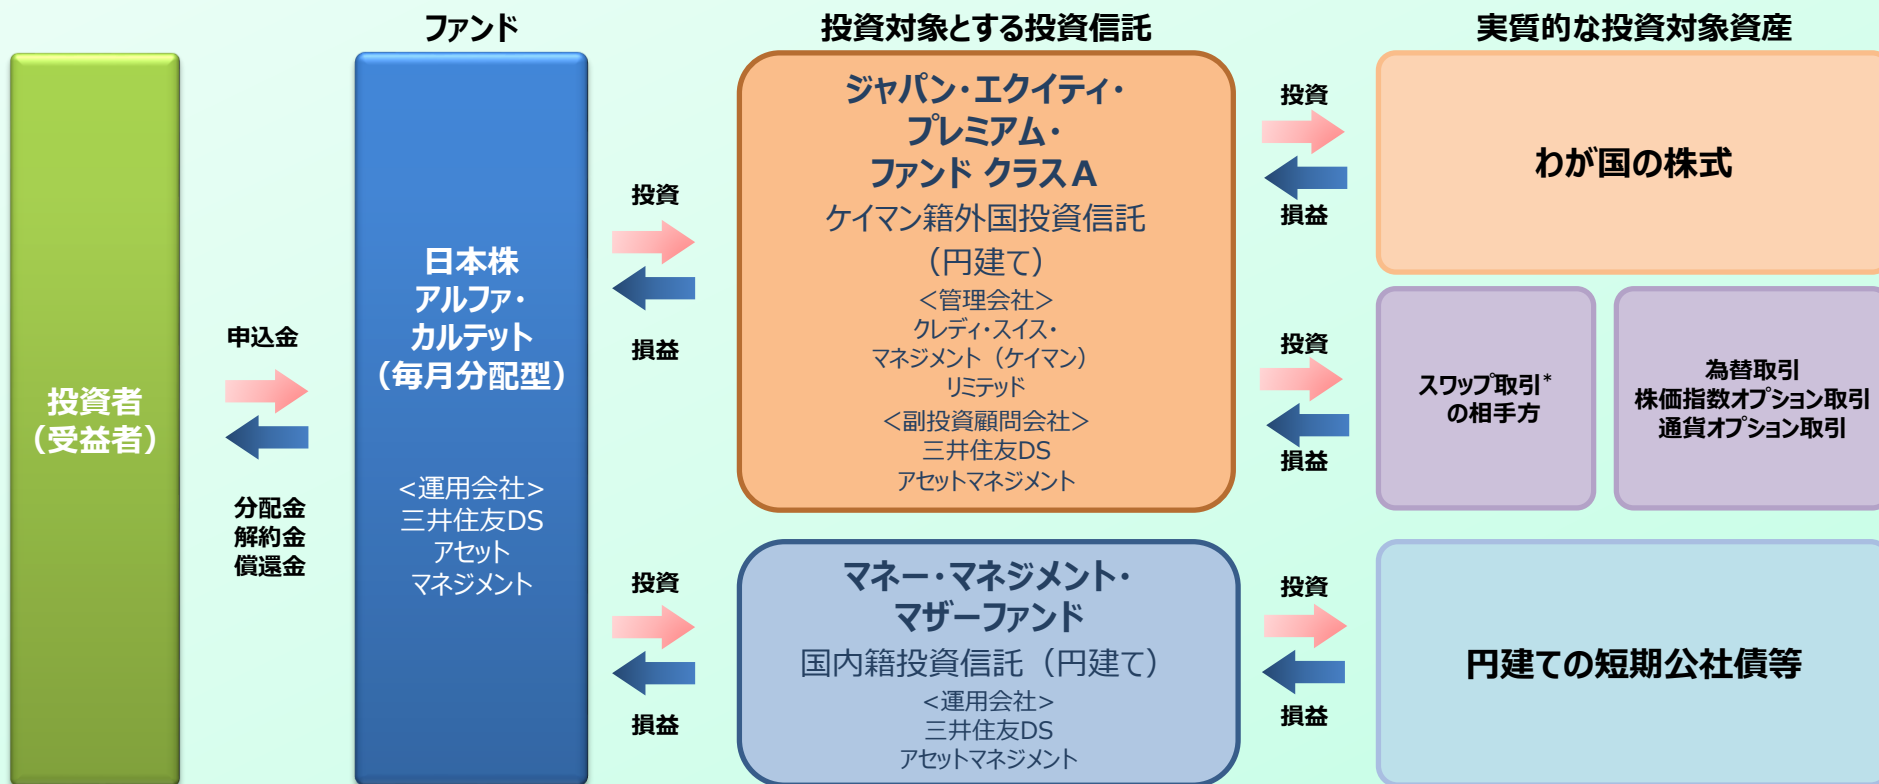 ファンド
投資対象とする投資信託
実質的な投資対象資産
投資者
（受益者）
申込金
分配金
解約金
償還金
日本株
アルファ・
カルテット
（毎月分配型）
<運用会社>
三井住友DS
アセット
マネジメント
投資
損益
投資
損益
ジャパン・エクイティ・
プレミアム・
ファンド クラスA
ケイマン籍外国投資信託
（円建て）
<管理会社>
クレディ・スイス・
マネジメント（ケイマン）
リミテッド
<副投資顧問会社>
三井住友DS
アセットマネジメント
マネー・マネジメント・
マザーファンド
国内籍投資信託（円建て）
<運用会社>
三井住友DS
アセットマネジメント
投資
損益
投資
損益
投資
損益
わが国の株式
スワップ取引*
の相手方
為替取引
株価指数オプション取引
通貨オプション取引
円建ての短期公社債等